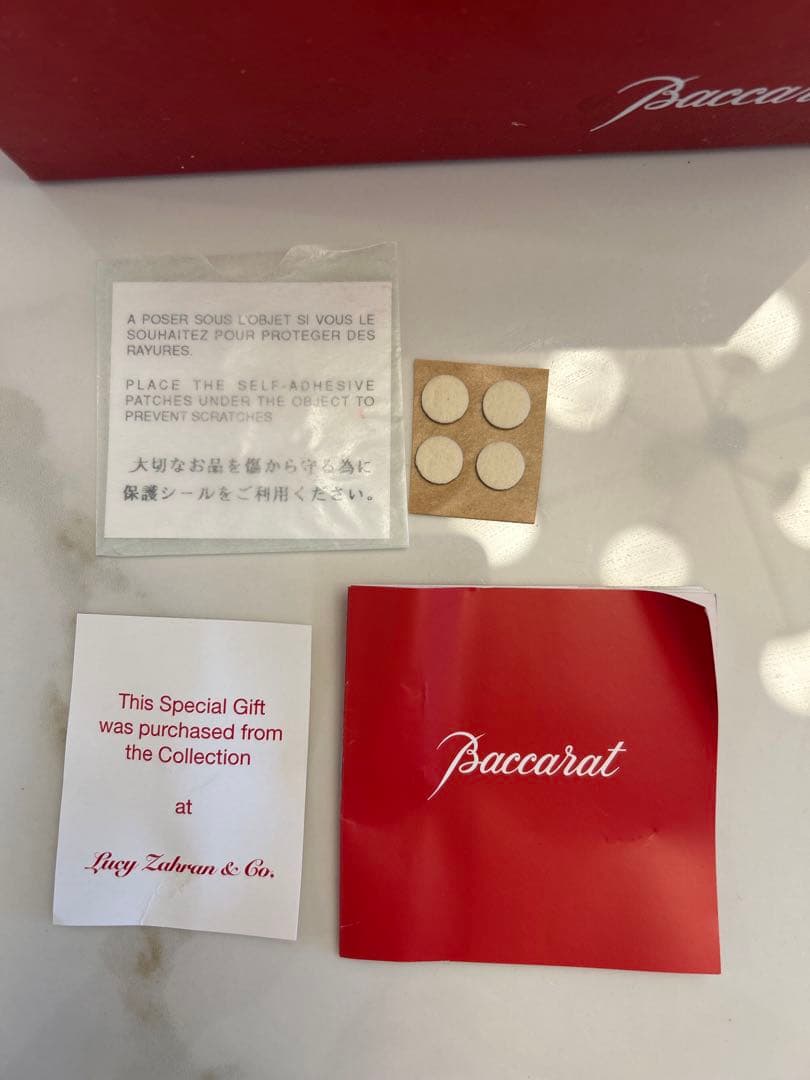 Baccarat
A POSER SOUS L'OBJET SI VOUS LE
SOUHAITEZ POUR PROTEGER DES
RAYURES.
PLACE THE SELF-ADHESIVE
PATCHES UNDER THE OBJECT TO
PREVENT SCRATCHES
大切なお品を傷から守る為に
保護シールをご利用ください。
This Special Gift
was purchased from
the Collection
at
Lucy Zahran & Co.
Baccarat